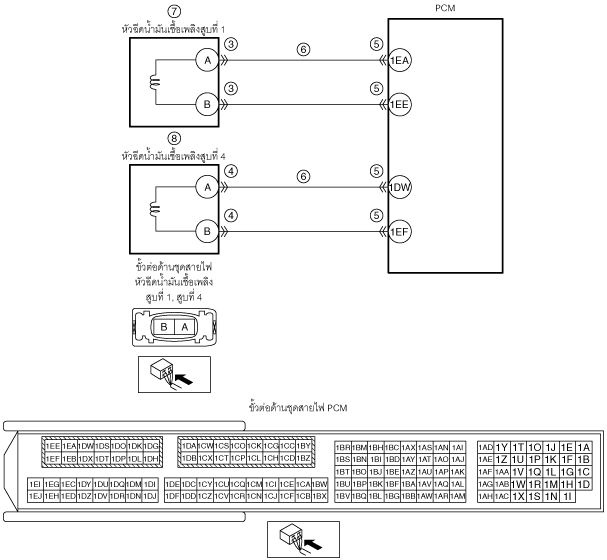 ⑦
PCM
หัวฉีดน้ำมันเชื้อเพลิงสูบที่ 1
③ ⑥ ⑤
A 1EA
③ ⑤
B 1EE
⑧
หัวฉีดน้ำมันเชื้อเพลิงสูบที่ 4
④ ⑥ ⑤
A 1DW
④ ⑤
B 1EF
ขั้วต่อด้านชุดสายไฟ
หัวฉีดน้ำมันเชื้อเพลิง
สูบที่ 1, สูบที่ 4
B A
ขั้วต่อด้านชุดสายไฟ PCM
1EE 1EA 1DW 1DS 1DO 1DK 1DG 1DA 1CW 1CS 1CO 1CK 1CG 1CC 1BY 1BR 1BM 1BH 1BC 1AX 1AS 1AN 1AI 1AD 1Y 1T 1O 1J 1E 1A
1EF 1EB 1DX 1DT 1DP 1DL 1DH 1DB 1CX 1CT 1CP 1CL 1CH 1CD 1BZ 1BS 1BN 1BI 1BD 1AY 1AT 1AO 1AJ 1AE 1Z 1U 1P 1K 1F 1B
1BT 1BO 1BJ 1BE 1AZ 1AU 1AP 1AK 1AF 1AA 1V 1Q 1L 1G 1C
1EI 1EG 1EC 1DY 1DU 1DQ 1DM 1DI 1DE 1DC 1CY 1CU 1CQ 1CM 1CI 1CE 1CA 1BW 1BU 1BP 1BK 1BF 1BA 1AV 1AQ 1AL 1AG 1AB 1W 1R 1M 1H 1D
1EJ 1EH 1ED 1DZ 1DV 1DR 1DN 1DJ 1DF 1DD 1CZ 1CV 1CR 1CN 1CJ 1CF 1CB 1BX 1BV 1BQ 1BL 1BG 1BB 1AW 1AR 1AM 1AH 1AC 1X 1S 1N 1I